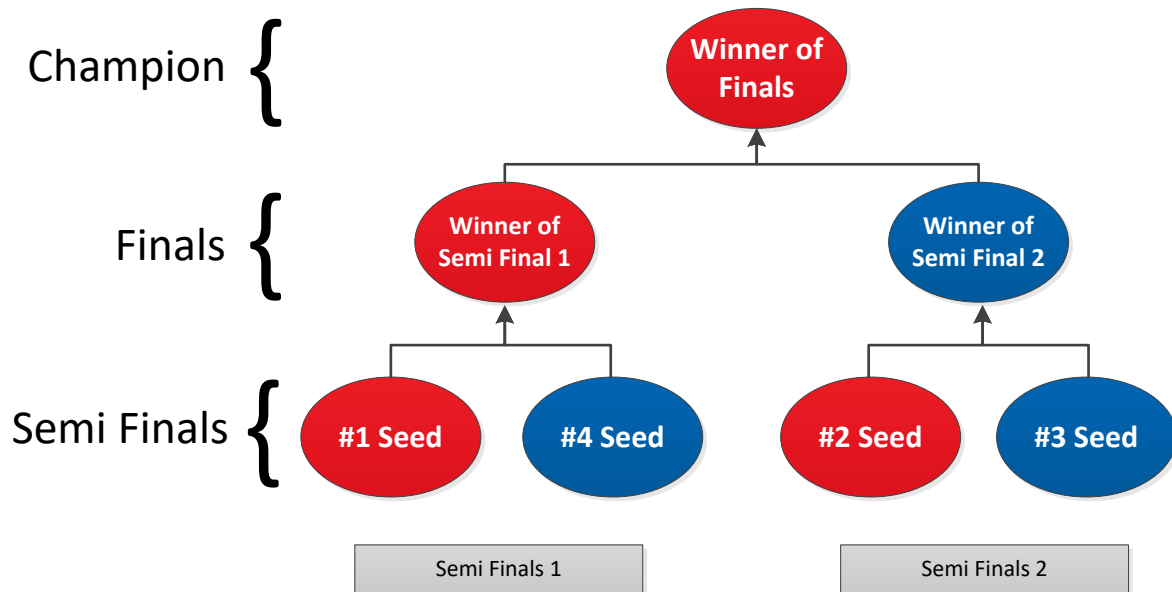 Champion
Winner of
Finals
Finals
Winner of
Semi Final 1
Winner of
Semi Final 2
Semi Finals
#1 Seed
#4 Seed
#2 Seed
#3 Seed
Semi Finals 1
Semi Finals 2